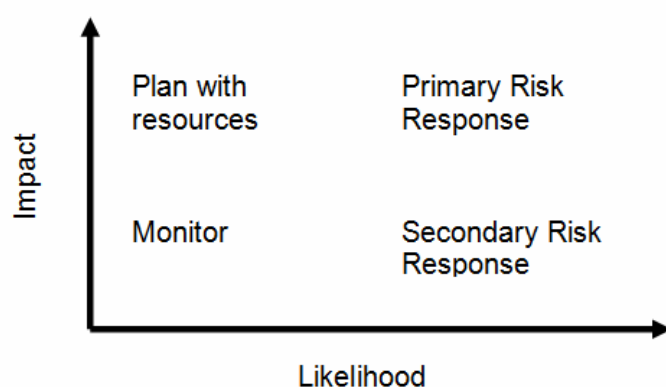 Plan with
resources
Primary Risk
Response
Impact
Monitor
Secondary Risk
Response
Likelihood